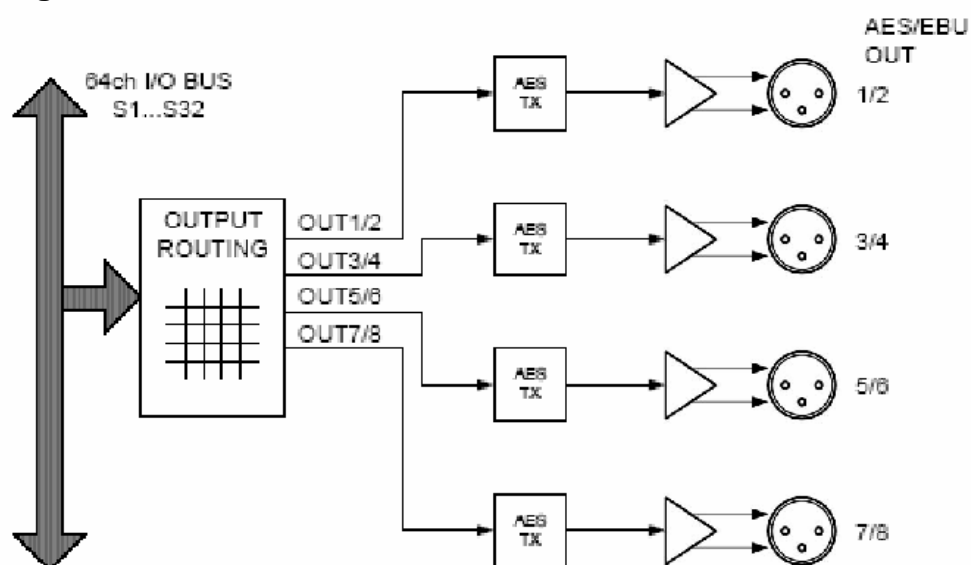 AES/EBU
OUT
64ch I/O BUS
S1...S32
AES
TX
1/2
OUTPUT
ROUTING
OUT1/2
OUT3/4
OUT5/6
OUT7/8
AES
TX
3/4
AES
TX
5/6
AES
TX
7/8